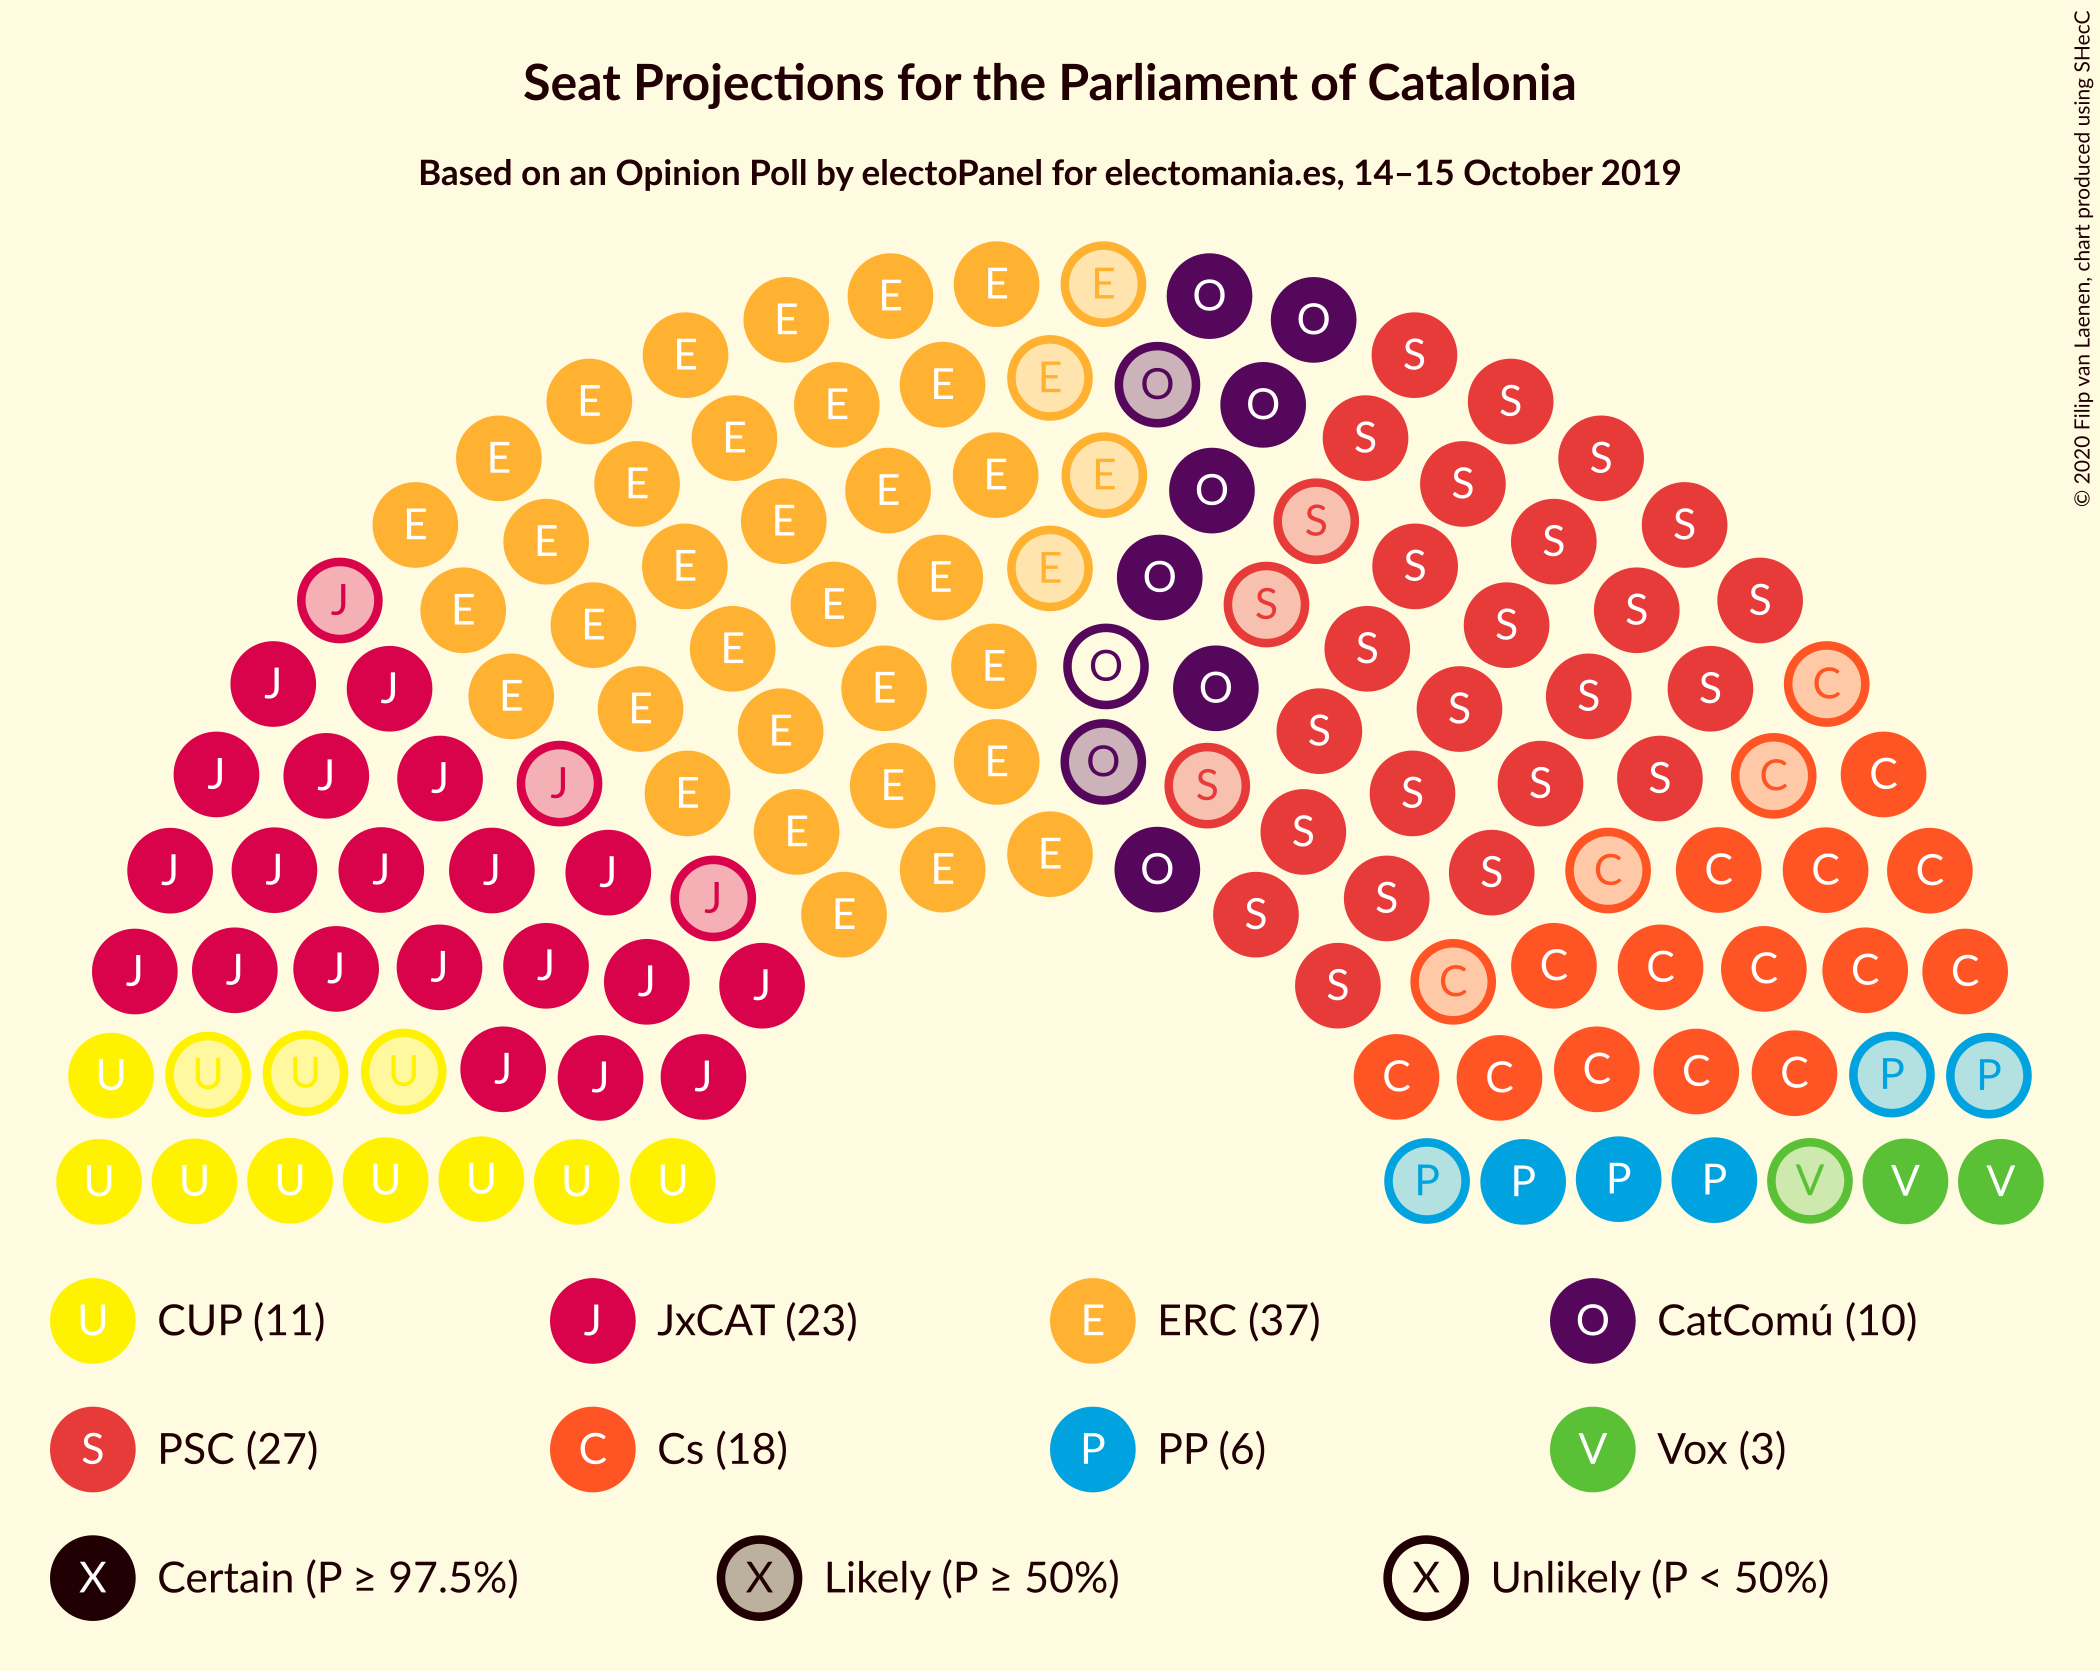 Seat Projections for the Parliament of Catalonia
Based on an Opinion Poll by electoPanel for electomania.es, 14–15 October 2019
© 2020 Filip van Laenen, chart produced using SHecC
E E E O O
E E O O S S
E E E E O S S
E E E E O S S S
E E E E O S S S S
J E E E E O S S S S
J J E E E E O O S S S S C
J J J J E E E E O S S S S S C C
J J J J J J E E E O S S S C C C C
J J J J J J J E S S C C C C C C
U U U U J J J C C C C C P P
U U U U U U U P P P P V V V
U CUP (11) J JxCAT (23) E ERC (37) O CatComú (10)
S PSC (27) C Cs (18) P PP (6) V Vox (3)
X Certain (P ≥ 97.5%) X Likely (P ≥ 50%) X Unlikely (P < 50%)